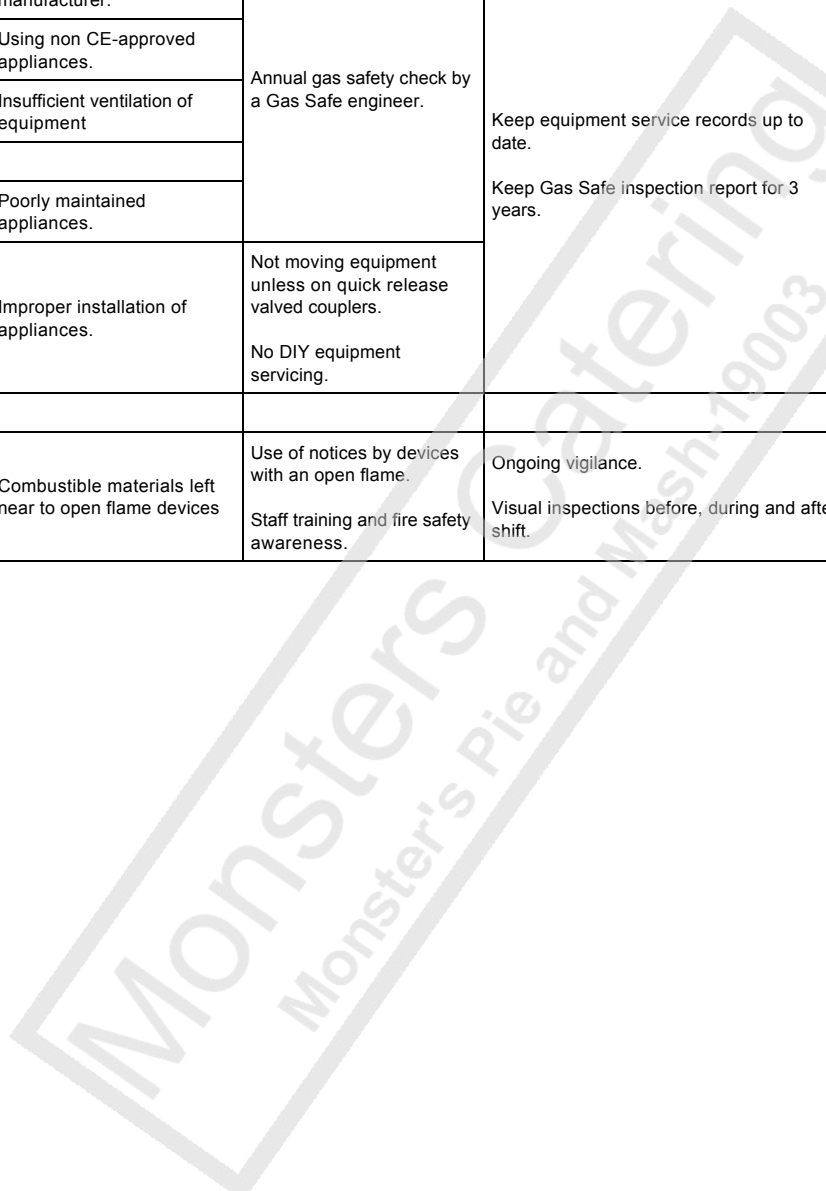 manufacturer.
Using non CE-approved
appliances.
Insufficient ventilation of
equipment
Poorly maintained
appliances.
Annual gas safety check by
a Gas Safe engineer.
Keep equipment service records up to
date.
Keep Gas Safe inspection report for 3
years.
Improper installation of
appliances.
Not moving equipment
unless on quick release
valved couplers.
No DIY equipment
servicing.
Combustible materials left
near to open flame devices
Use of notices by devices
with an open flame.
Staff training and fire safety
awareness.
Ongoing vigilance.
Visual inspections before, during and afte
shift.
Monsters Catering
Monster's Pie and Mash-19003